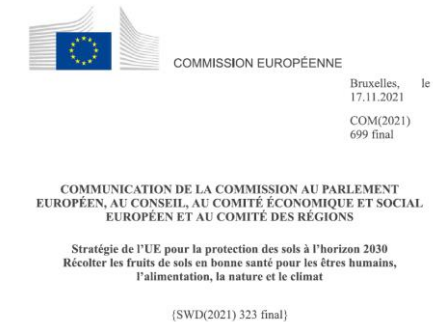 COMMISSION EUROPÉENNE
Bruxelles, le
17.11.2021
COM(2021)
699 final
COMMUNICATION DE LA COMMISSION AU PARLEMENT
EUROPÉEN, AU CONSEIL, AU COMITÉ ÉCONOMIQUE ET SOCIAL
EUROPÉEN ET AU COMITÉ DES RÉGIONS
Stratégie de l'UE pour la protection des sols à l'horizon 2030
Récolter les fruits de sols en bonne santé pour les êtres humains,
l'alimentation, la nature et le climat
{SWD(2021) 323 final}